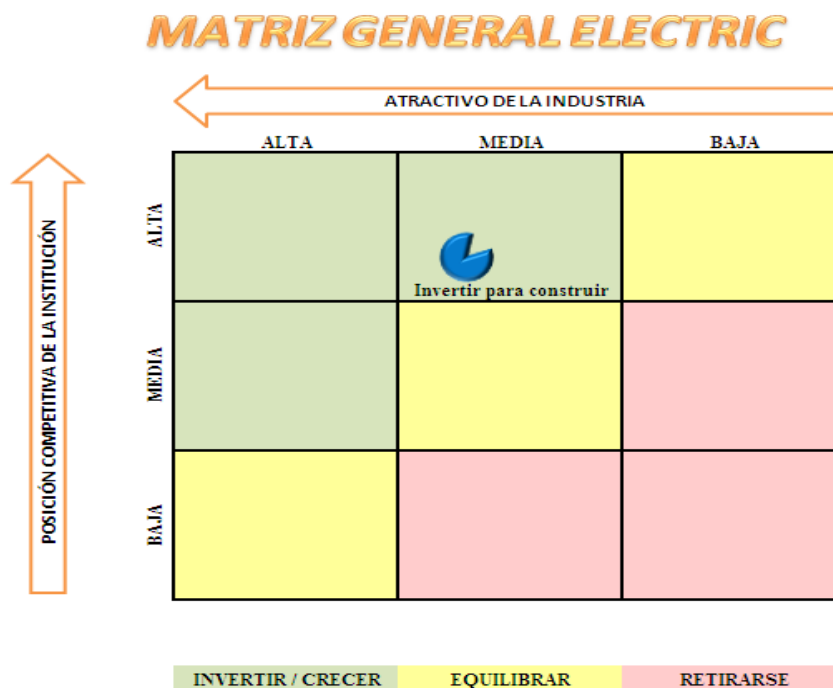 MATRIZ GENERAL ELECTRIC
ATRACTIVO DE LA INDUSTRIA
ALTA
MEDIA
BAJA
POSICIÓN COMPETITIVA DE LA INSTITUCIÓN
ALTA
Invertir para construir
MEDIA
BAJA
INVERTIR / CRECER
EQUILIBRAR
RETIRARSE